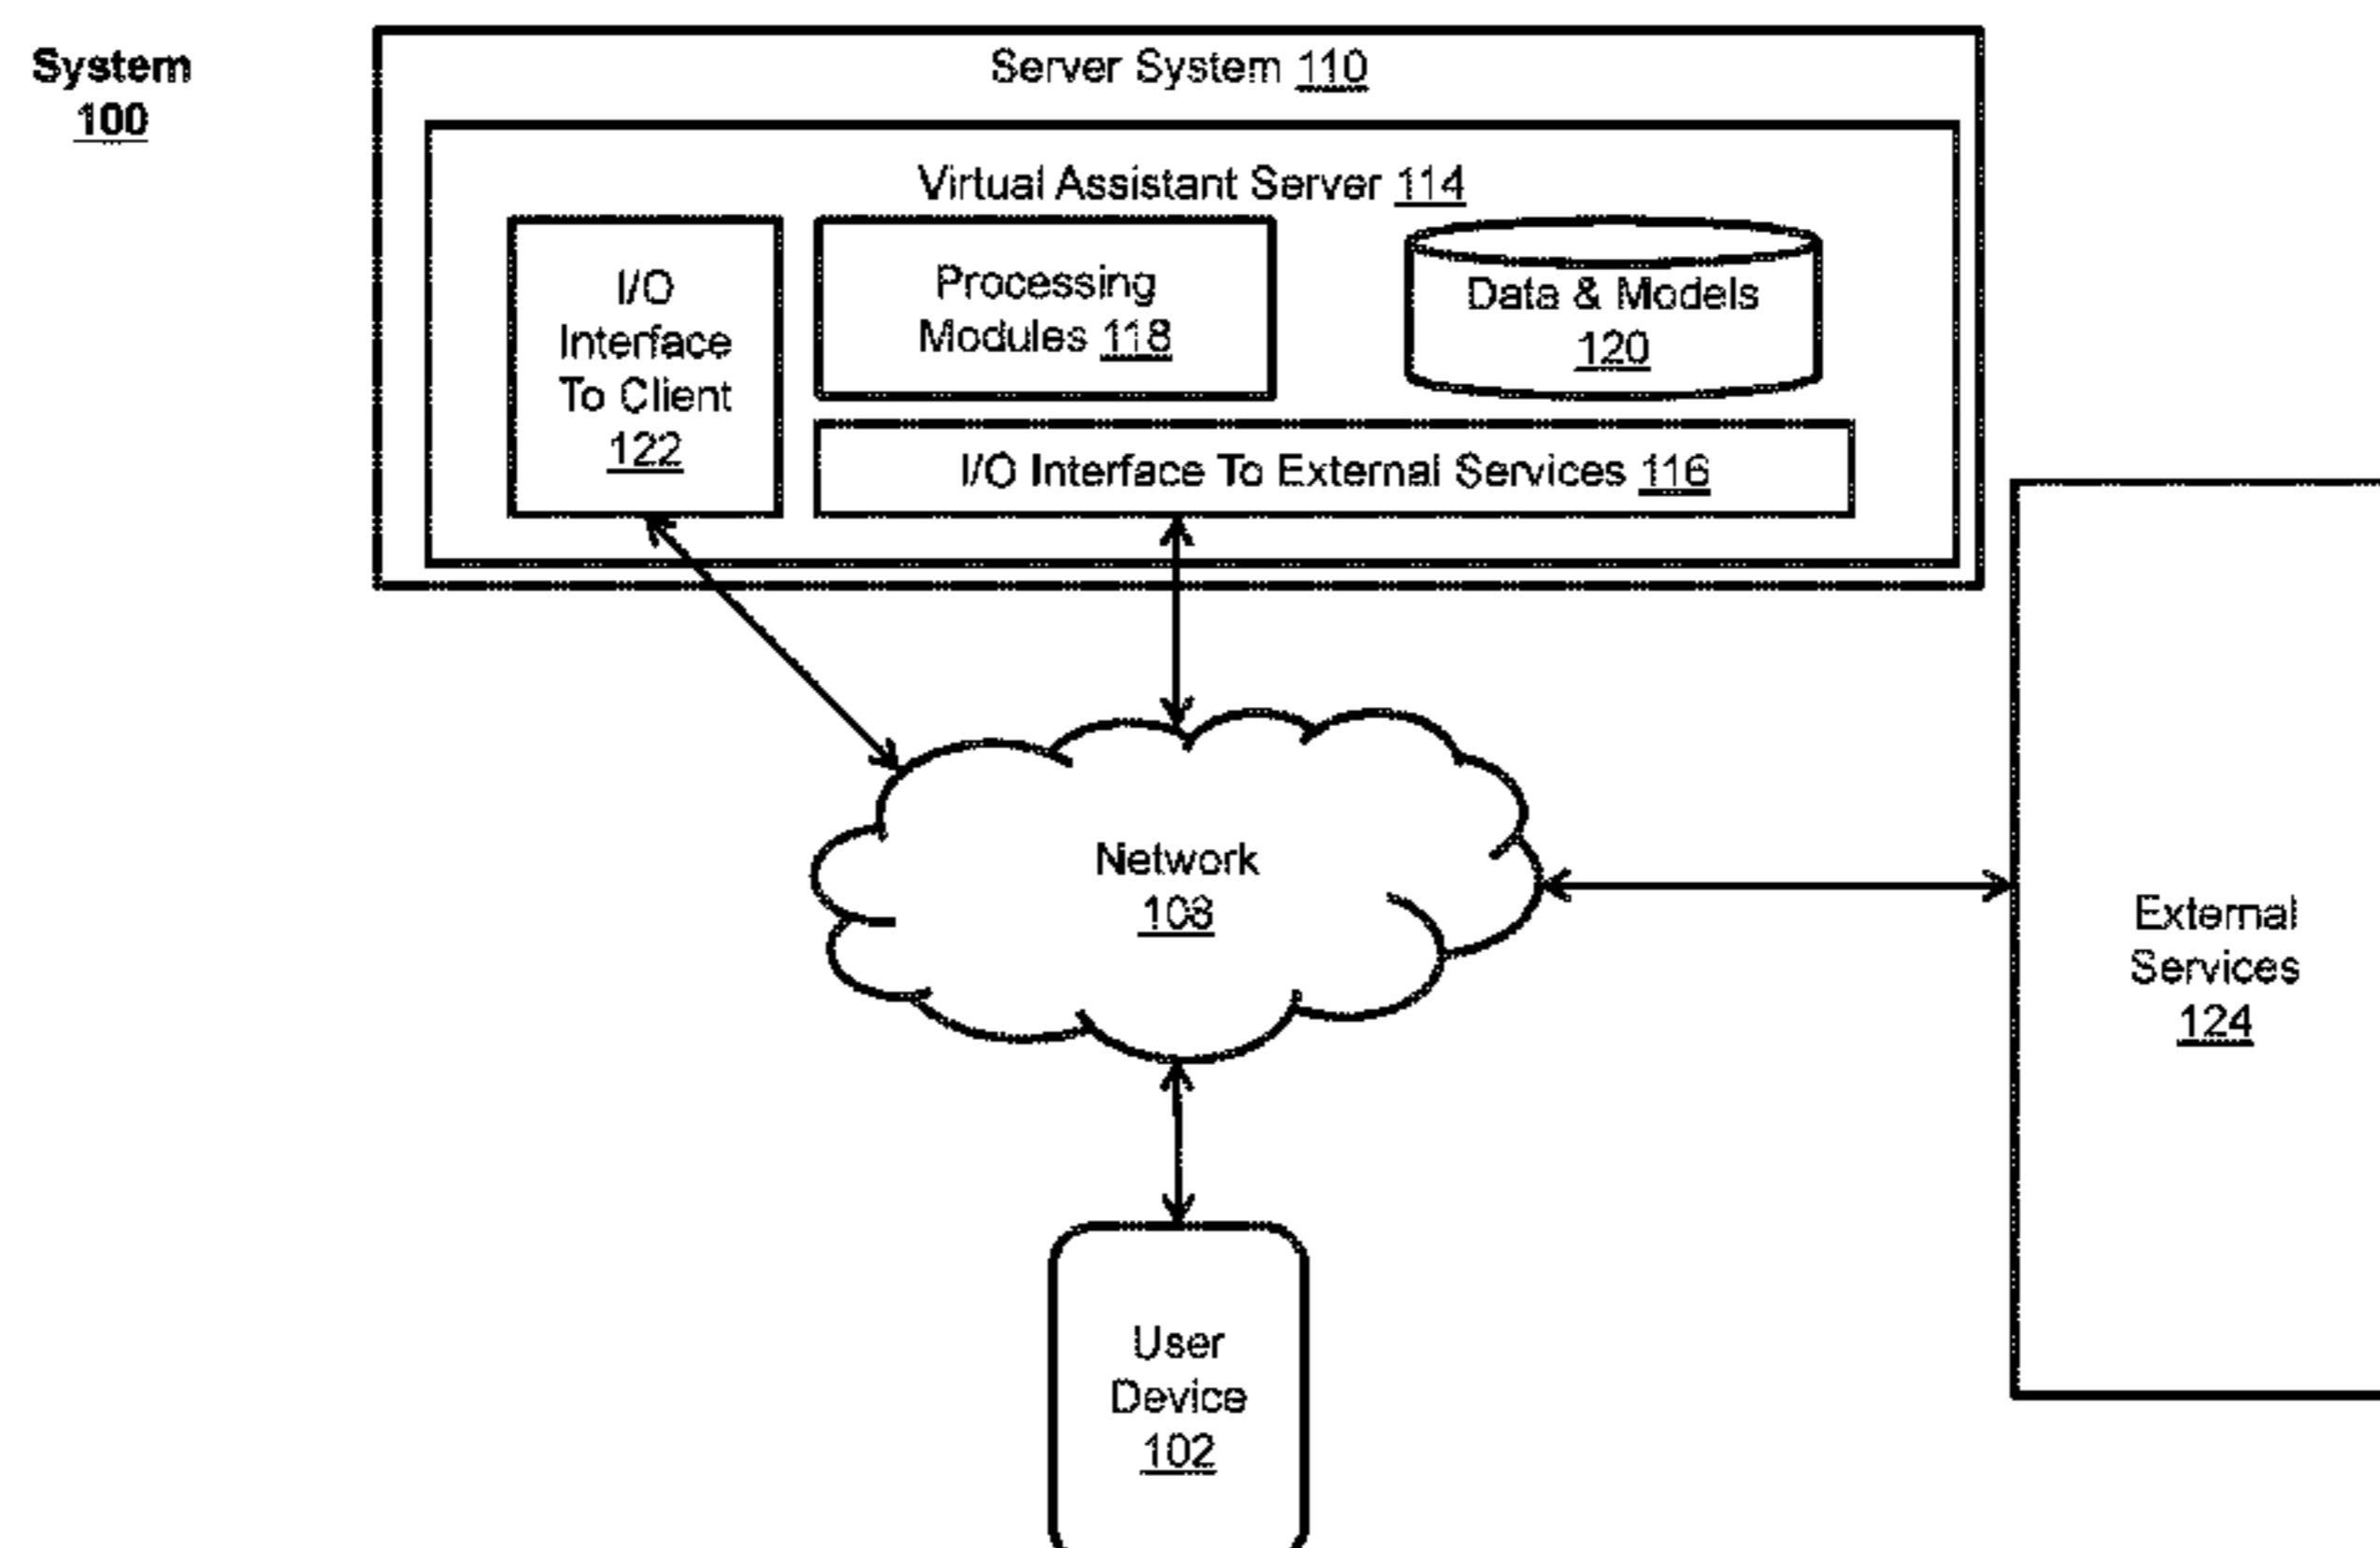 System
100
Server System 110
Virtual Assistant Server 114
I/O
Interface
To Client
122
Processing
Modules 118
Data & Models
120
I/O Interface To External Services 116
Network
108
External
Services
124
User
Device
102